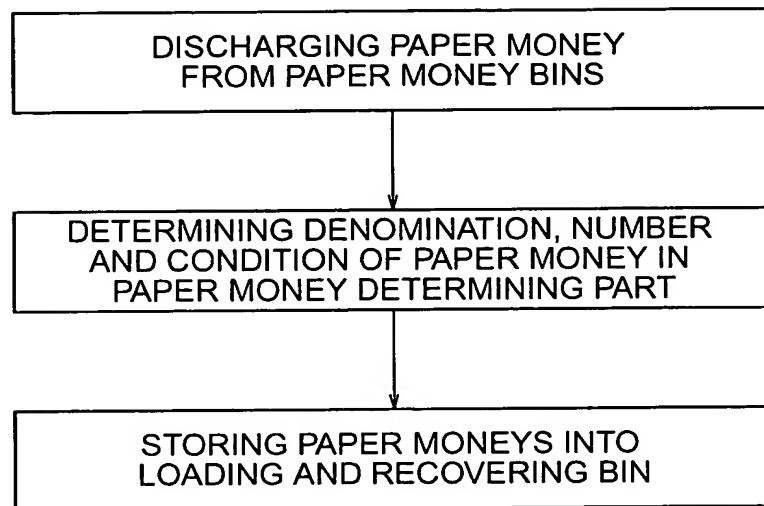 DISCHARGING PAPER MONEY
FROM PAPER MONEY BINS
DETERMINING DENOMINATION, NUMBER
AND CONDITION OF PAPER MONEY IN
PAPER MONEY DETERMINING PART
STORING PAPER MONEYS INTO
LOADING AND RECOVERING BIN